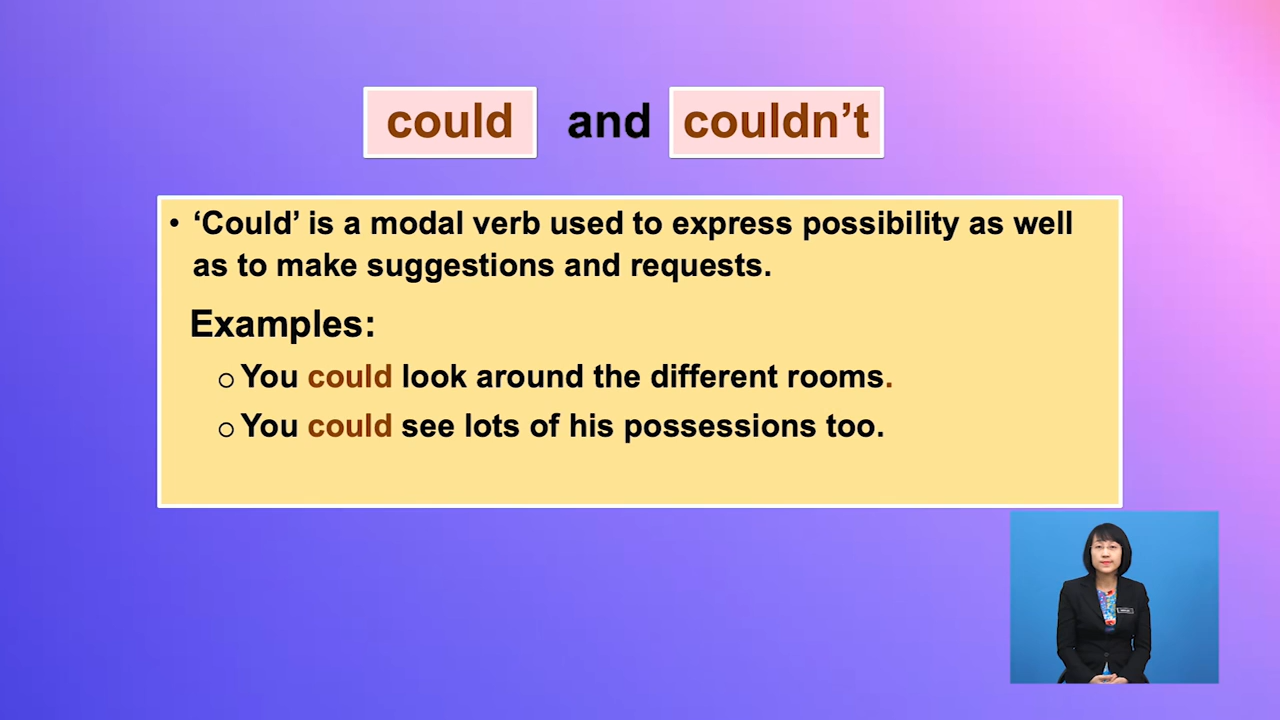 could and couldn’t
• ‘Could’ is a modal verb used to express possibility as well
as to make suggestions and requests.
Examples:
o You could look around the different rooms.
o You could see lots of his possessions too.